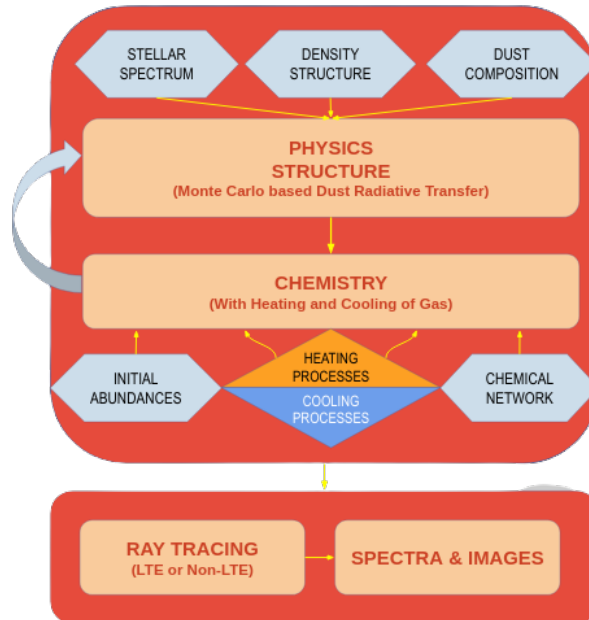 STELLAR
SPECTRUM
DENSITY
STRUCTURE
DUST
COMPOSITION
PHYSICS
STRUCTURE
(Monte Carlo based Dust Radiative Transfer)
CHEMISTRY
(With Heating and Cooling of Gas)
INITIAL
ABUNDANCES
HEATING
PROCESSES
COOLING
PROCESSES
CHEMICAL
NETWORK
RAY TRACING
(LTE or Non-LTE)
SPECTRA & IMAGES